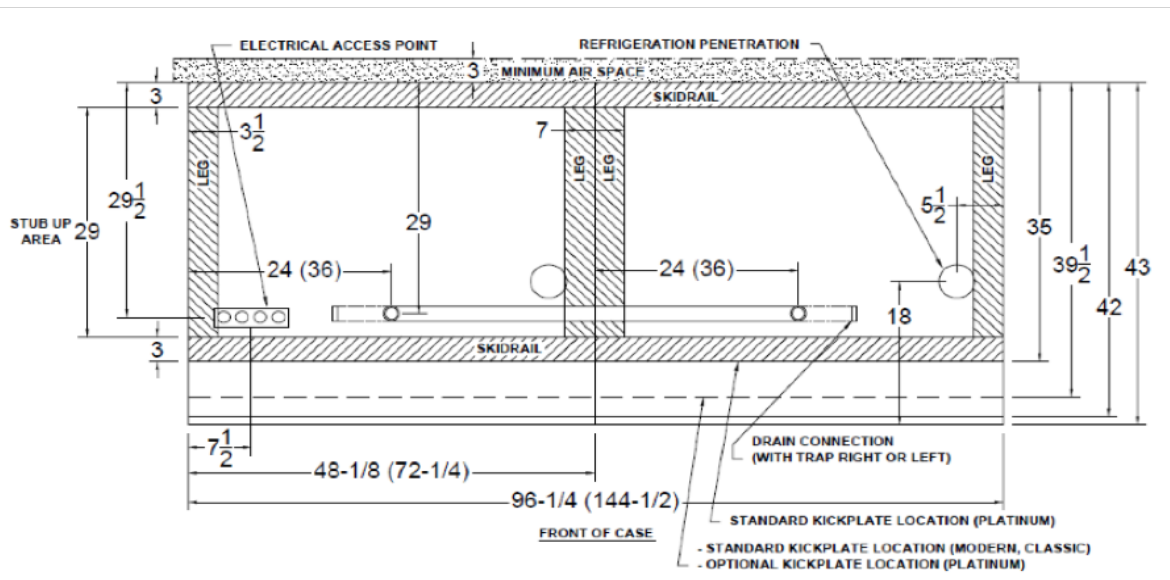 ELECTRICAL ACCESS POINT
REFRIGERATION PENETRATION
3
MINIMUM AIR SPACE
3
SKIDRAIL
3 1/2
7
LEG
LEG
LEG
LEG
29 1/2
5 1/2
STUB UP
AREA
29
29
35
39 1/2
43
24 (36)
24 (36)
42
18
3
SKIDRAIL
7 1/2
DRAIN CONNECTION
(WITH TRAP RIGHT OR LEFT)
48-1/8 (72-1/4)
96-1/4 (144-1/2)
FRONT OF CASE
STANDARD KICKPLATE LOCATION (PLATINUM)
- STANDARD KICKPLATE LOCATION (MODERN, CLASSIC)
- OPTIONAL KICKPLATE LOCATION (PLATINUM)